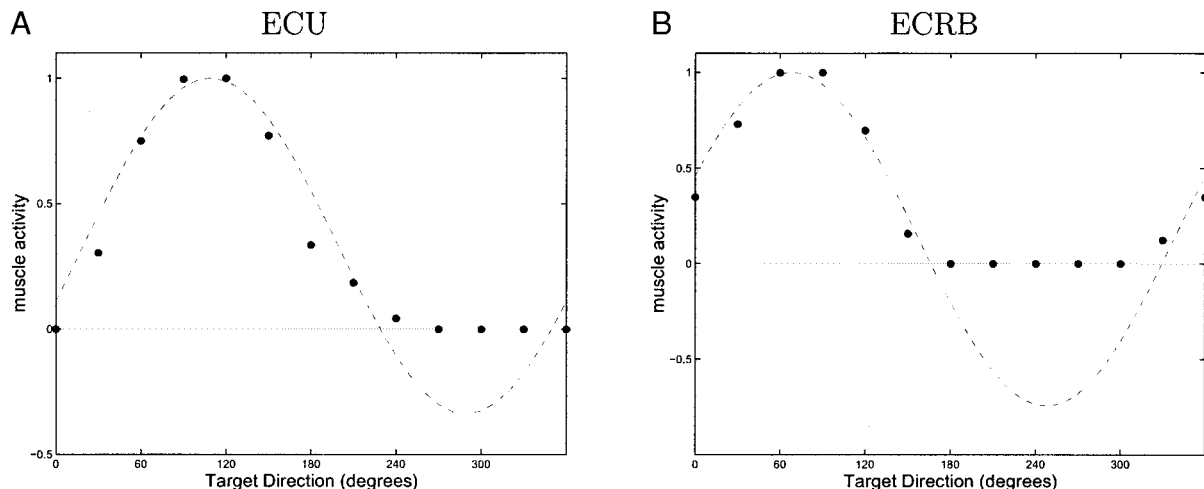 A
ECU
1
0.5
0
−0.5
muscle activity
0
60
120
180
240
300
Target Direction (degrees)
B
ECRB
1
0.5
0
−0.5
muscle activity
0
60
120
180
240
300
Target Direction (degrees)